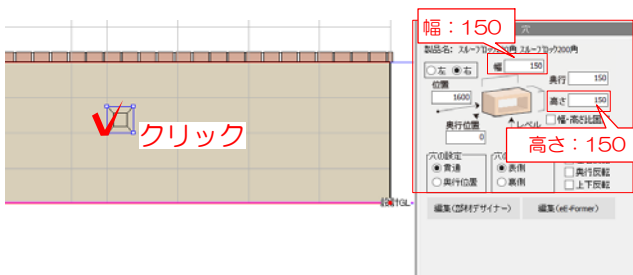 幅：150
穴
製品名：スルーブロック200角 スルーブロック200角
左 右
幅 150
奥行 150
位置
1600
高さ 150
幅・高さ比固
奥行位置
0
レベル
高さ：150
クリック
穴の設定
貫通
奥行位置
表側
裏側
奥行反転
上下反転
設計GL
編集(部材デザイナー)
編集(eE-Former)